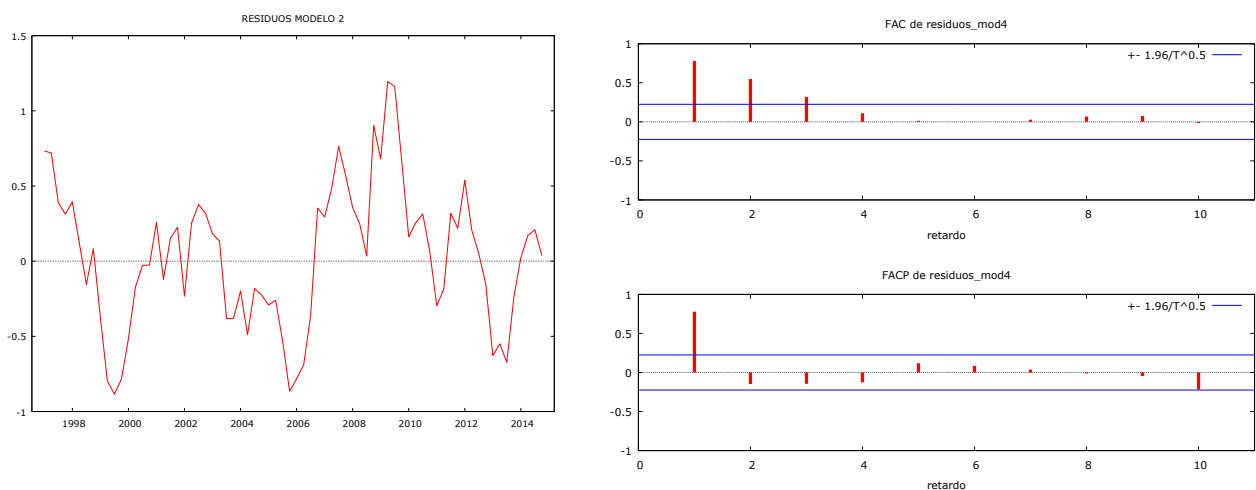 RESIDUOS MODELO 2
1.5
1
0.5
0
-0.5
-1
1998 2000 2002 2004 2006 2008 2010 2012 2014
FAC de residuos_mod4
+- 1.96/T^0.5
1
0.5
0
-0.5
-1
0 2 4 6 8 10
retardo
FACP de residuos_mod4
+- 1.96/T^0.5
1
0.5
0
-0.5
-1
0 2 4 6 8 10
retardo